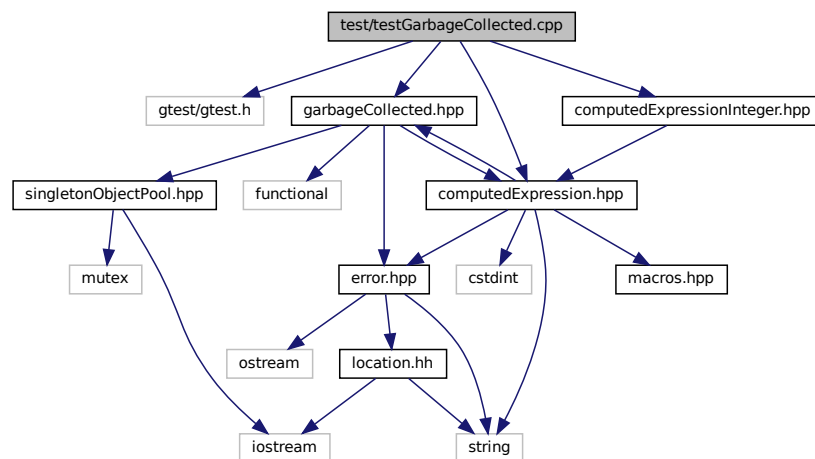 test/testGarbageCollected.cpp
gtest/gtest.h
garbageCollected.hpp
computedExpressionInteger.hpp
singletonObjectPool.hpp
functional
computedExpression.hpp
mutex
error.hpp
cstdint
macros.hpp
ostream
location.hh
iostream
string